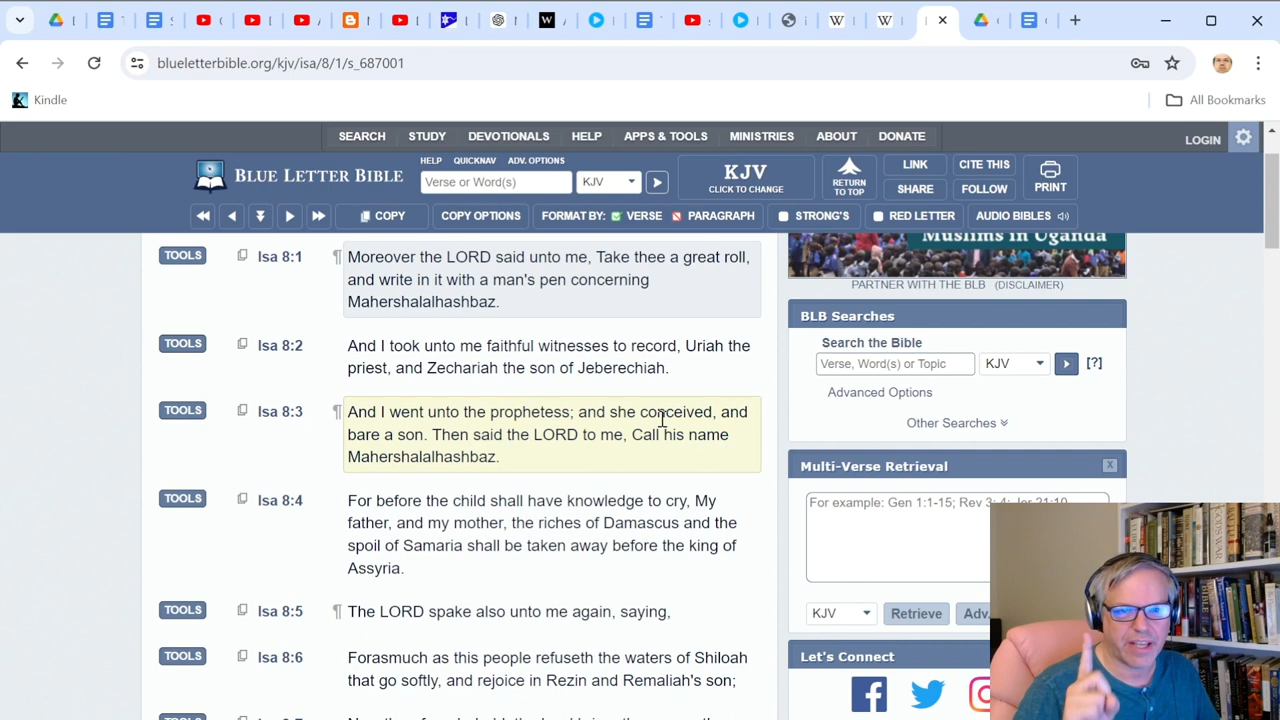 blueletterbible.org/kjv/isa/8/1/s_687001
Kindle
All Bookmarks
SEARCH STUDY DEVOTIONALS HELP APPS & TOOLS MINISTRIES ABOUT DONATE
LOGIN
BLUE LETTER BIBLE
HELP QUICKNAV ADV. OPTIONS
Verse or Word(s) KJV
KJV
CLICK TO CHANGE
RETURN
TO TOP
LINK CITE THIS
SHARE FOLLOW
PRINT
COPY COPY OPTIONS FORMAT BY: VERSE PARAGRAPH STRONG'S RED LETTER AUDIO BIBLES
TOOLS Isa 8:1 ¶ Moreover the LORD said unto me, Take thee a great roll,
and write in it with a man's pen concerning
Mahershalalhashbaz.
TOOLS Isa 8:2 And I took unto me faithful witnesses to record, Uriah the
priest, and Zechariah the son of Jeberechiah.
TOOLS Isa 8:3 ¶ And I went unto the prophetess; and she conceived, and
bare a son. Then said the LORD to me, Call his name
Mahershalalhashbaz.
TOOLS Isa 8:4 For before the child shall have knowledge to cry, My
father, and my mother, the riches of Damascus and the
spoil of Samaria shall be taken away before the king of
Assyria.
TOOLS Isa 8:5 ¶ The LORD spake also unto me again, saying,
TOOLS Isa 8:6 Forasmuch as this people refuseth the waters of Shiloah
that go softly, and rejoice in Rezin and Remaliah's son;
Muslims in Uganda
PARTNER WITH THE BLB (DISCLAIMER)
BLB Searches
Search the Bible
Verse, Word(s) or Topic KJV [?]
Advanced Options
Other Searches
Multi-Verse Retrieval X
For example: Gen 1:1-15; Rev 3: 4; Jer 21:10
KJV Retrieve Adv.
Let's Connect